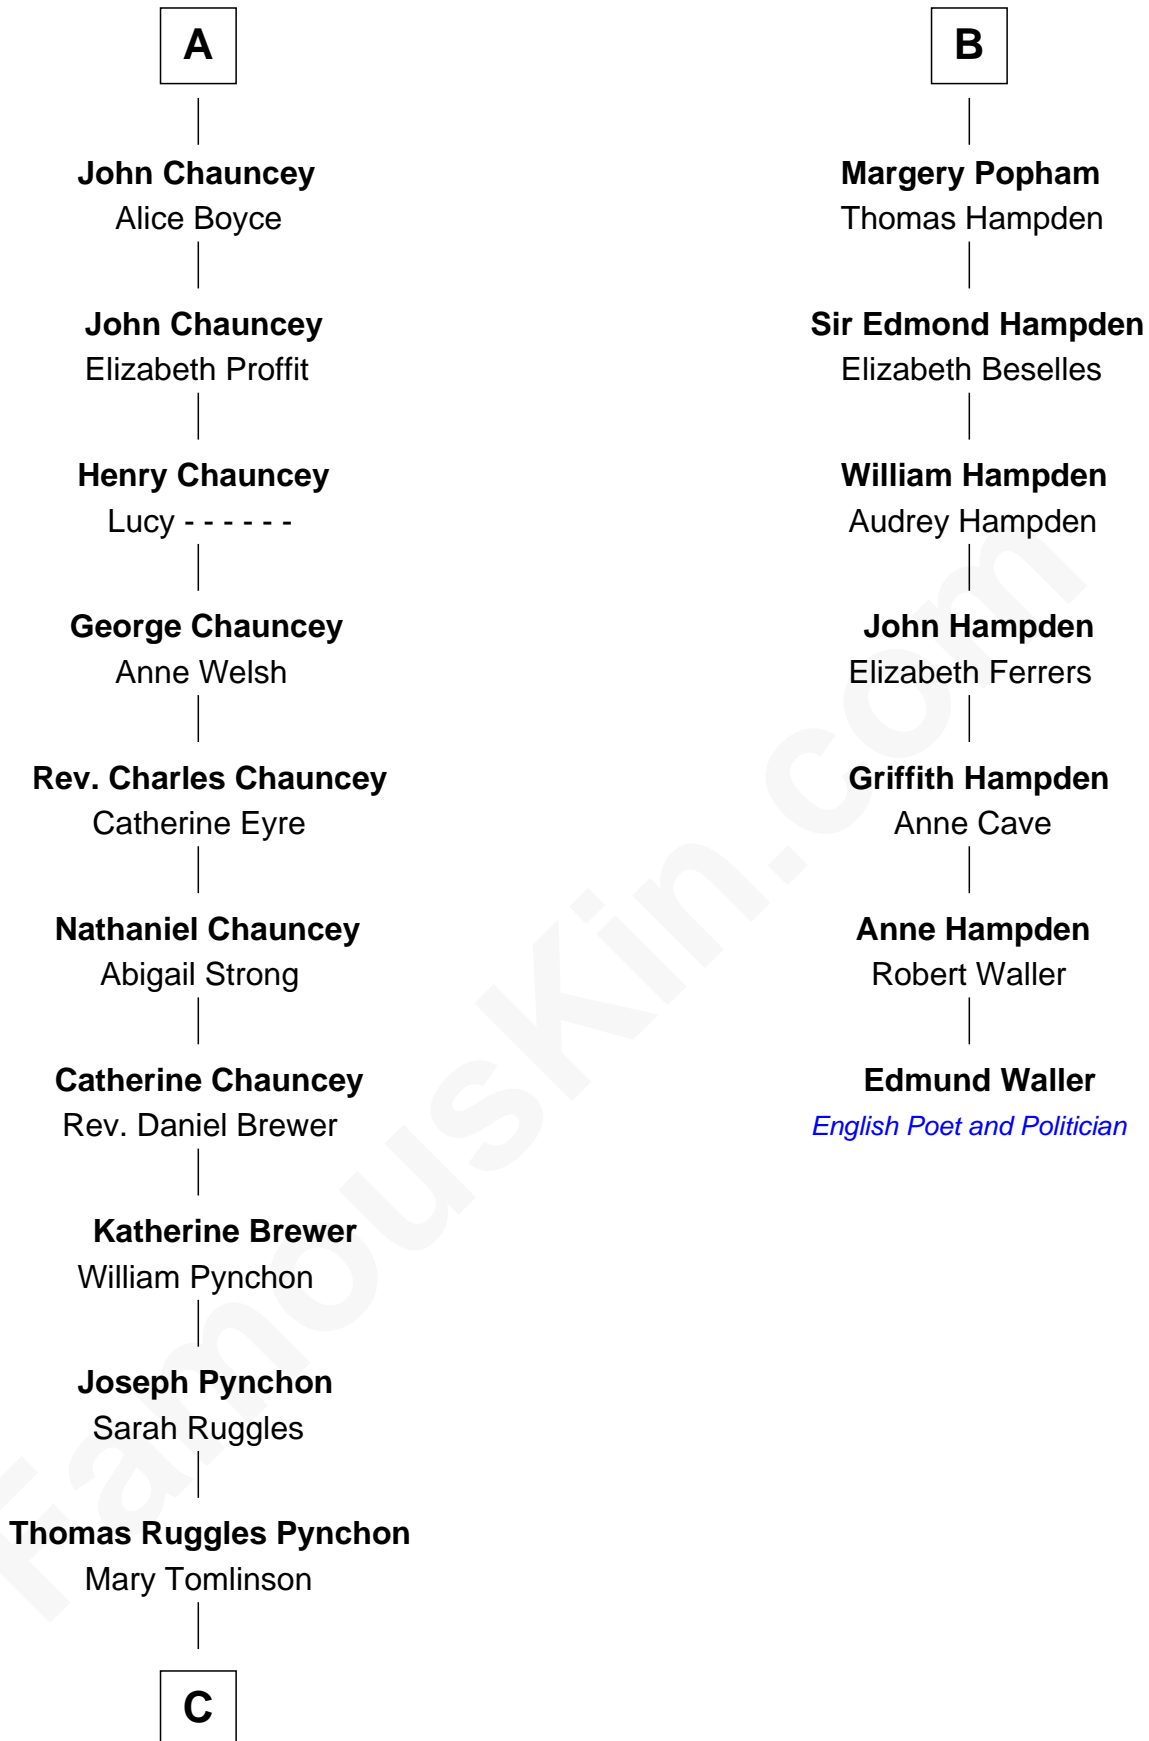 A
John Chauncey
Alice Boyce
John Chauncey
Elizabeth Proffit
Henry Chauncey
Lucy - - - - - -
George Chauncey
Anne Welsh
Rev. Charles Chauncey
Catherine Eyre
Nathaniel Chauncey
Abigail Strong
Catherine Chauncey
Rev. Daniel Brewer
Katherine Brewer
William Pynchon
Joseph Pynchon
Sarah Ruggles
Thomas Ruggles Pynchon
Mary Tomlinson
C
B
Margery Popham
Thomas Hampden
Sir Edmond Hampden
Elizabeth Beselles
William Hampden
Audrey Hampden
John Hampden
Elizabeth Ferrers
Griffith Hampden
Anne Cave
Anne Hampden
Robert Waller
Edmund Waller
English Poet and Politician
FamousKin.com